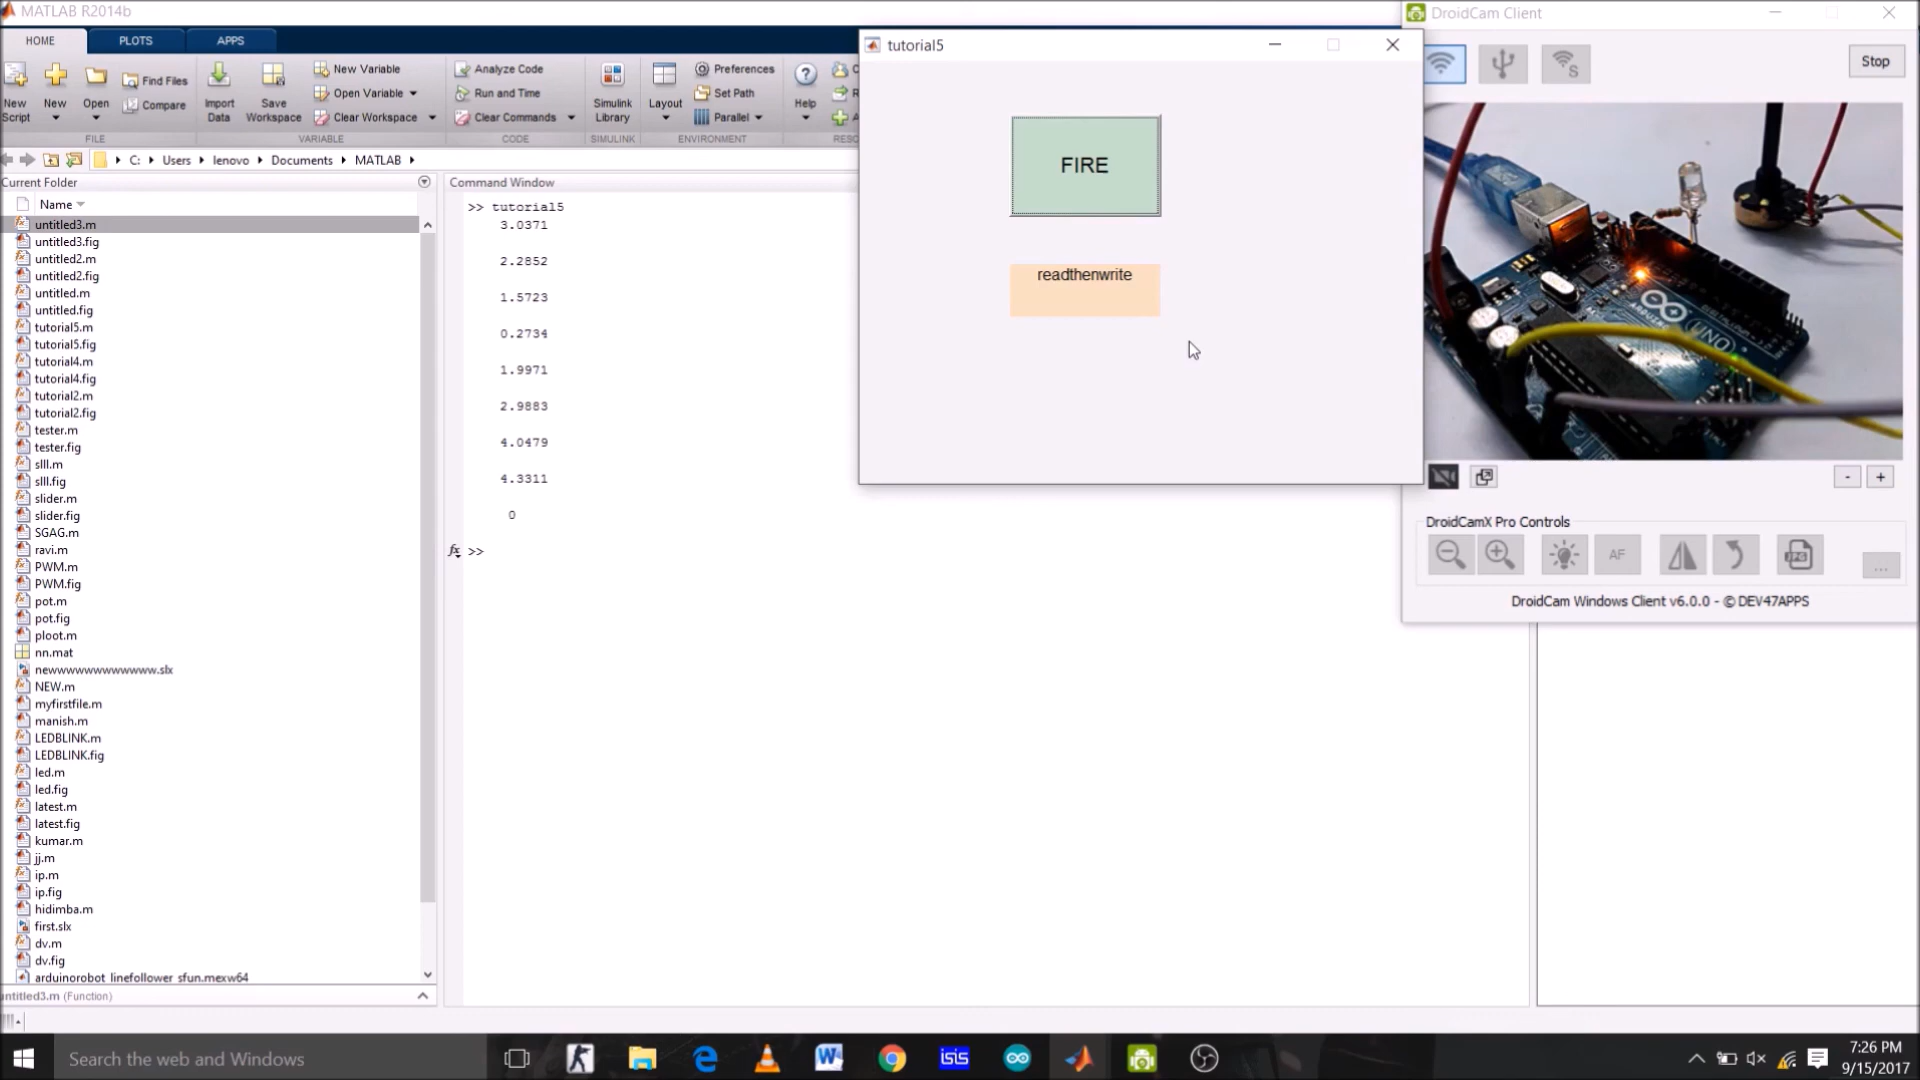 MATLAB R2014b
HOME
PLOTS
APPS
New
Script
New
Open
Find Files
Compare
FILE
Import
Data
Save
Workspace
New Variable
Open Variable
Clear Workspace
VARIABLE
Analyze Code
Run and Time
Clear Commands
CODE
Simulink
Library
SIMULINK
Layout
Preferences
Set Path
Parallel
ENVIRONMENT
Help
RESO
C: Users lenovo Documents MATLAB
Current Folder
Name
untitled3.m
untitled3.fig
untitled2.m
untitled2.fig
untitled.m
untitled.fig
tutorial5.m
tutorial5.fig
tutorial4.m
tutorial4.fig
tutorial2.m
tutorial2.fig
tester.m
tester.fig
slll.m
slll.fig
slider.m
slider.fig
SGAG.m
ravi.m
PWM.m
PWM.fig
pot.m
pot.fig
ploot.m
nn.mat
newwwwwwwwwwwww.slx
NEW.m
myfirstfile.m
manish.m
LEDBLINK.m
LEDBLINK.fig
led.m
led.fig
latest.m
latest.fig
kumar.m
jj.m
ip.m
ip.fig
hidimba.m
first.slx
dv.m
dv.fig
arduinorobot_linefollower_sfun.mexw64
untitled3.m (Function)
Command Window
>> tutorial5
3.0371
2.2852
1.5723
0.2734
1.9971
2.9883
4.0479
4.3311
0
fx >>
tutorial5
FIRE
readthenwrite
DroidCam Client
S
Stop
UNO
-
+
DroidCamX Pro Controls
AF
JPG
...
DroidCam Windows Client v6.0.0 - © DEV47APPS
Search the web and Windows
isis
7:26 PM
9/15/2017